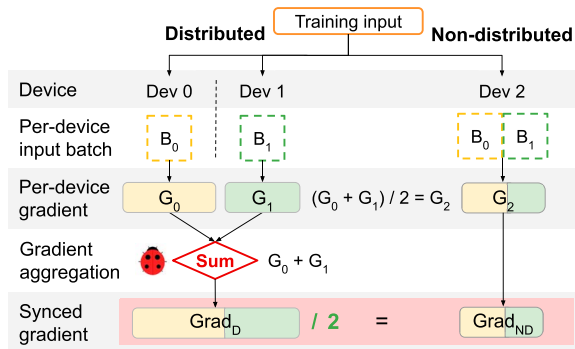 Training input
Distributed
Non-distributed
Device
Dev 0
Dev 1
Dev 2
Per-device
input batch
B₀
B₁
B₀
B₁
Per-device
gradient
G₀
G₁
(G₀ + G₁) / 2 = G₂
G₂
Gradient
aggregation
Sum
G₀ + G₁
Synced
gradient
Grad_D
/ 2
=
Grad_ND